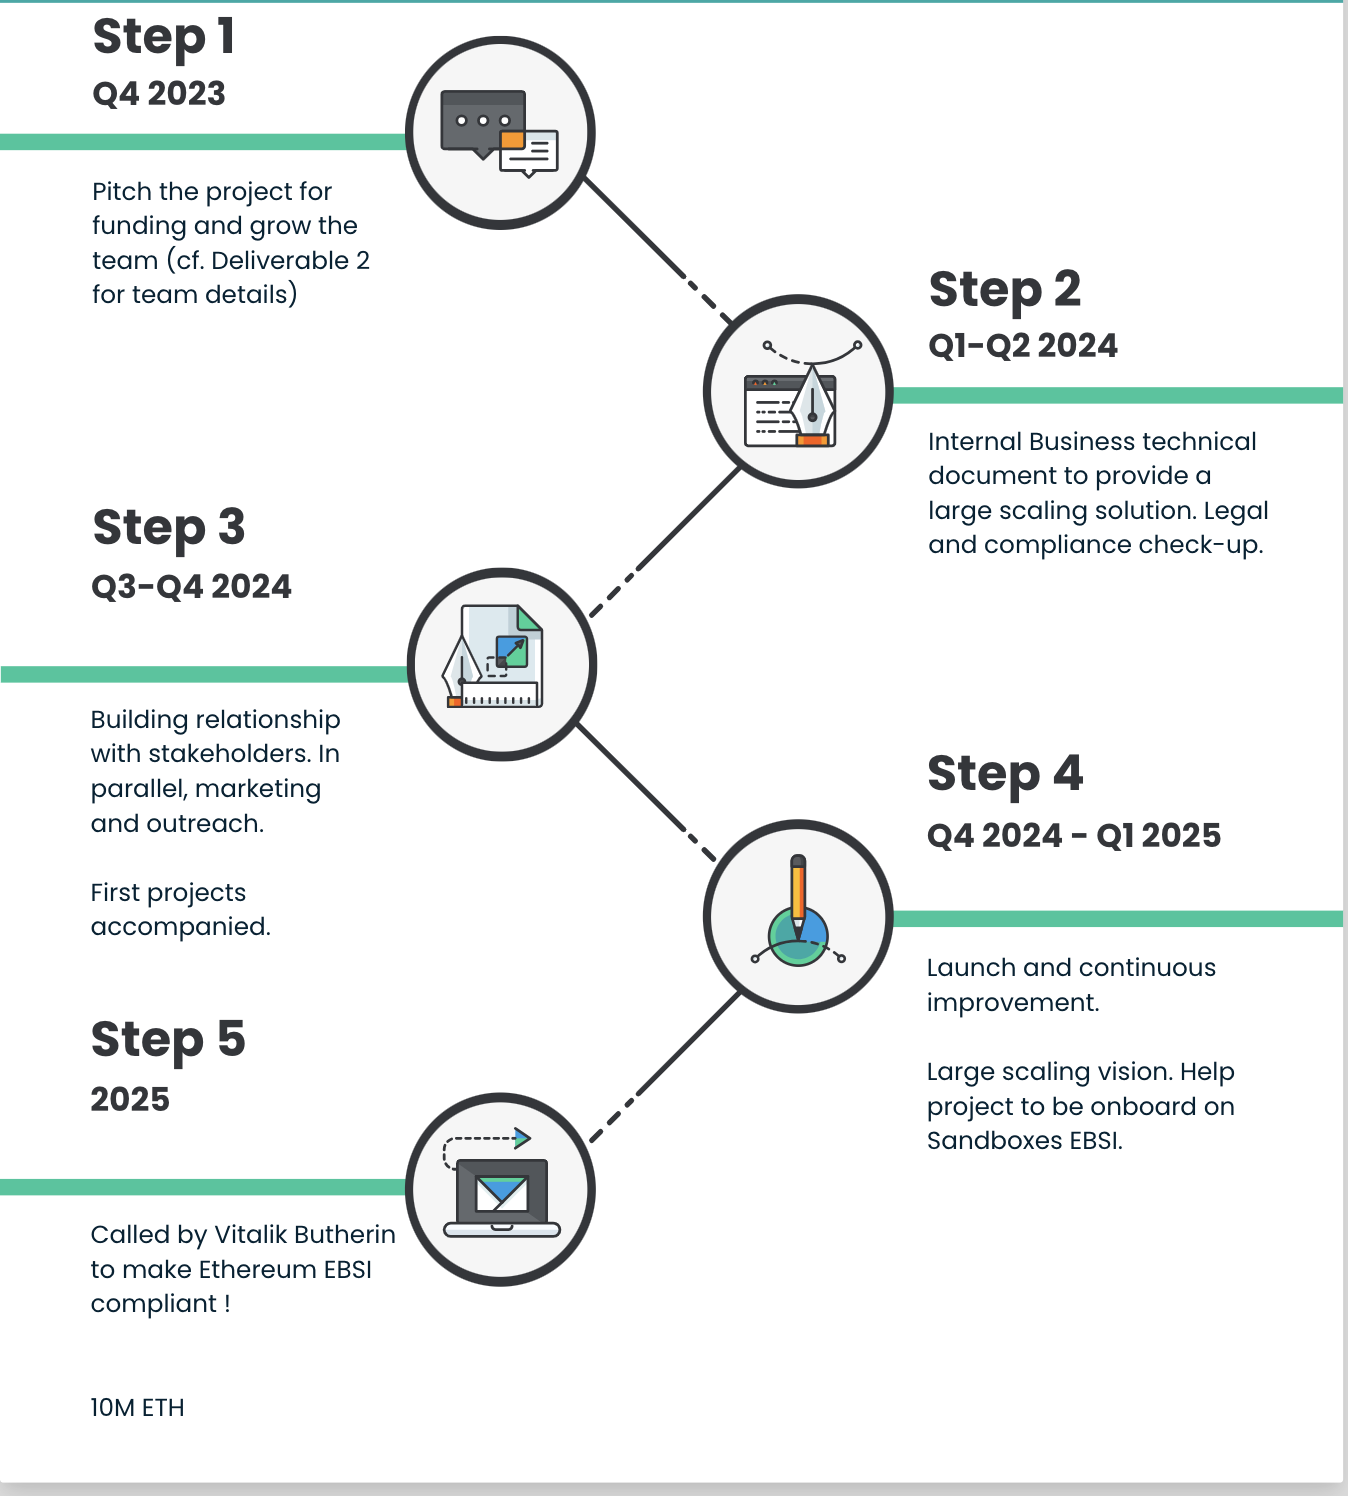 Step 1
Q4 2023
Pitch the project for
funding and grow the
team (cf. Deliverable 2
for team details)
Step 2
Q1-Q2 2024
Internal Business technical
document to provide a
large scaling solution. Legal
and compliance check-up.
Step 3
Q3-Q4 2024
Building relationship
with stakeholders. In
parallel, marketing
and outreach.
First projects
accompanied.
Step 4
Q4 2024 - Q1 2025
Launch and continuous
improvement.
Large scaling vision. Help
project to be onboard on
Sandboxes EBSI.
Step 5
2025
Called by Vitalik Butherin
to make Ethereum EBSI
compliant !
10M ETH